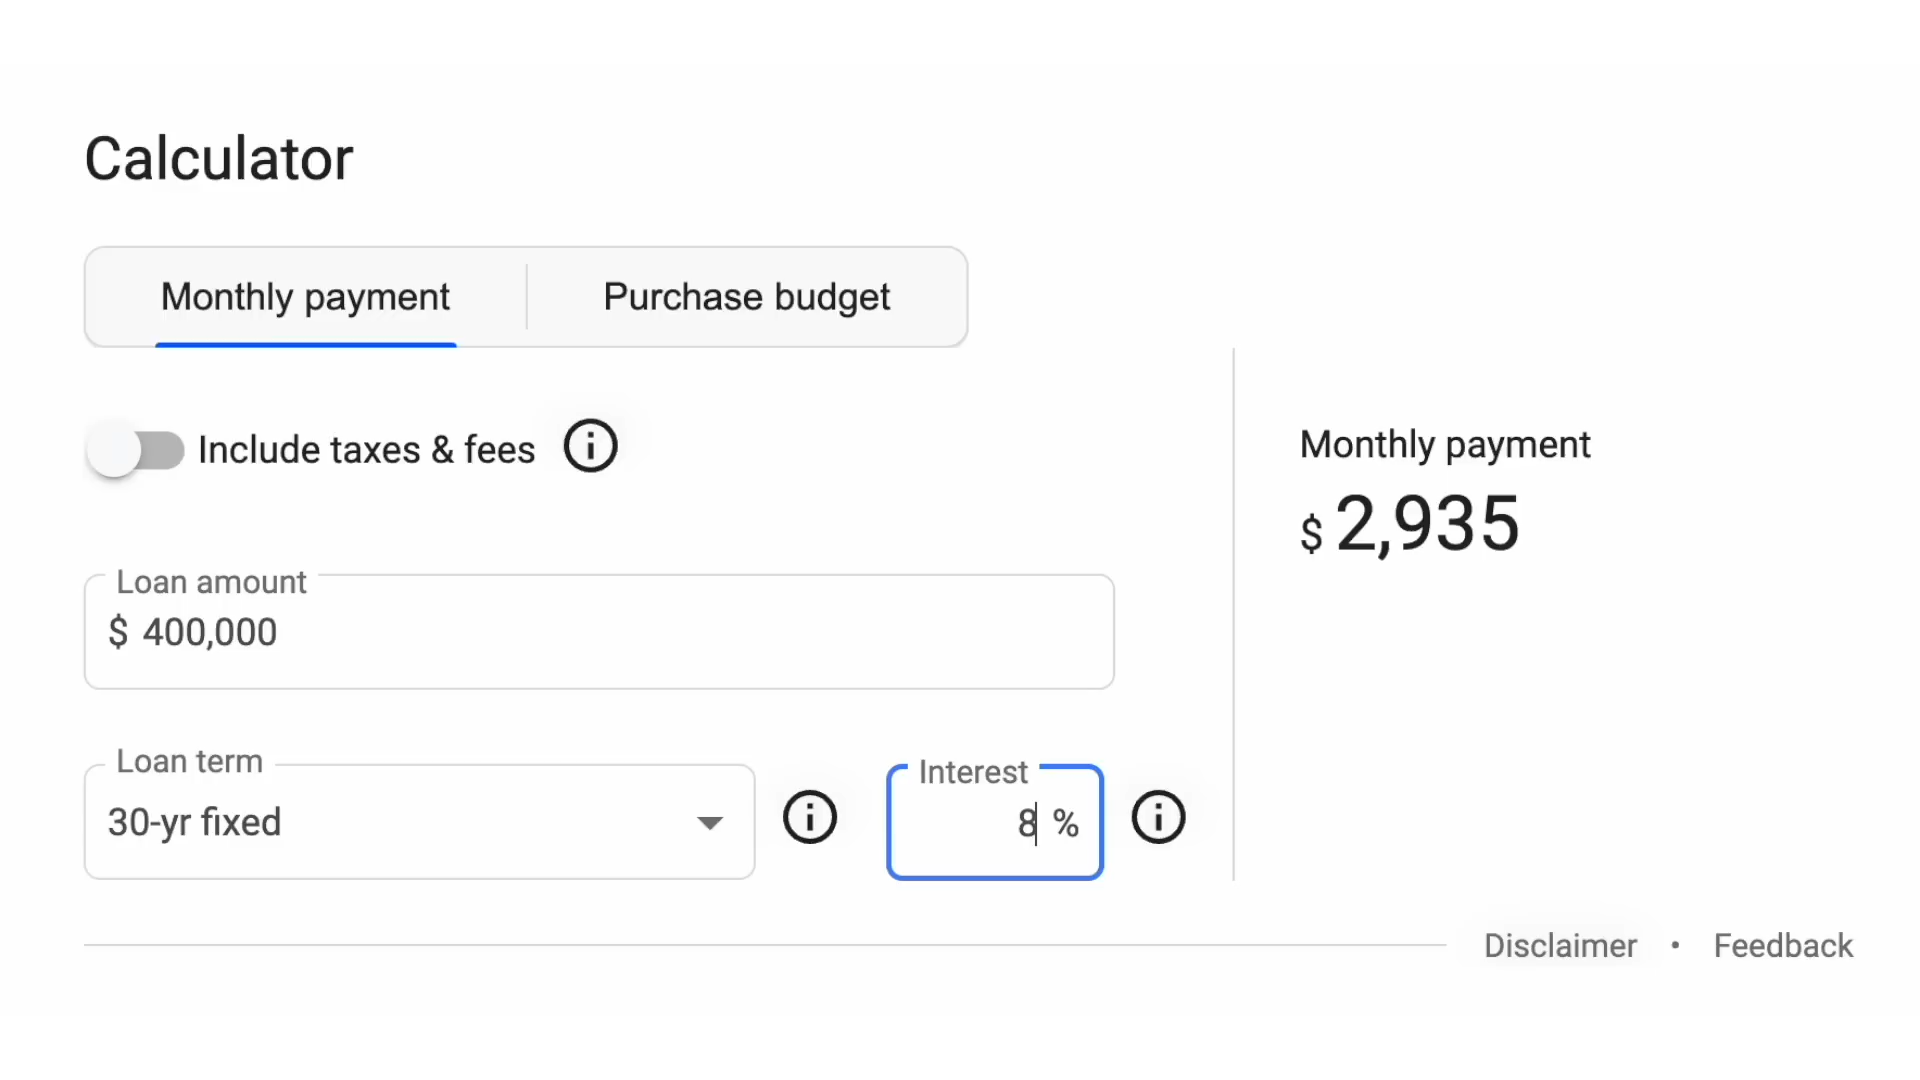 Calculator
Monthly payment
Purchase budget
Include taxes & fees
Monthly payment
$ 2,935
Loan amount
$ 400,000
Loan term
30-yr fixed
Interest
8 %
Disclaimer • Feedback